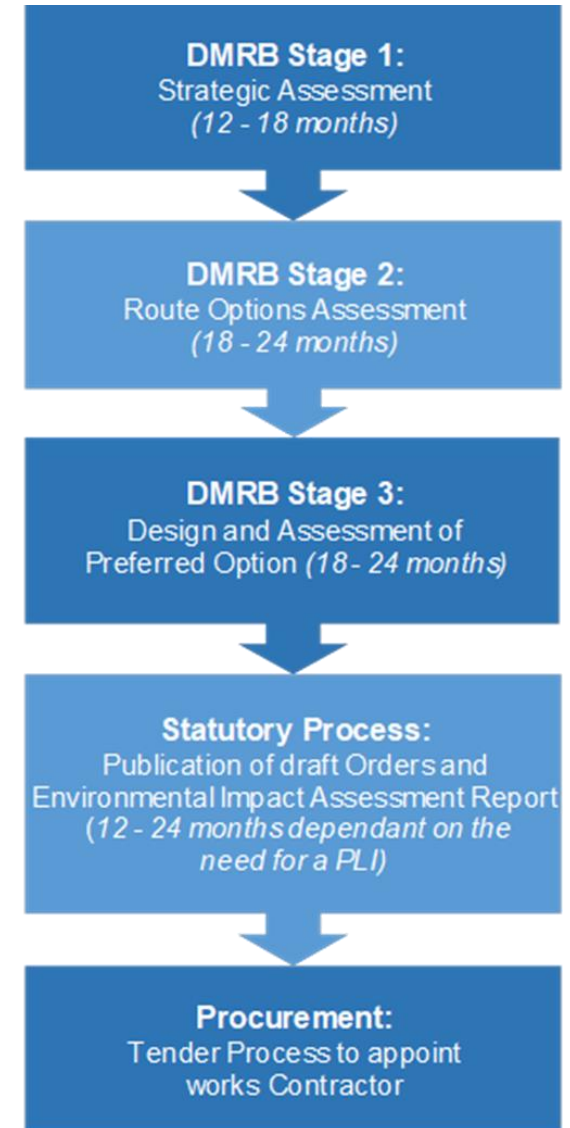 DMRB Stage 1:
Strategic Assessment
(12 - 18 months)
DMRB Stage 2:
Route Options Assessment
(18 - 24 months)
DMRB Stage 3:
Design and Assessment of
Preferred Option (18 - 24 months)
Statutory Process:
Publication of draft Orders and
Environmental Impact Assessment Report
(12 - 24 months dependant on the
need for a PLI)
Procurement:
Tender Process to appoint
works Contractor